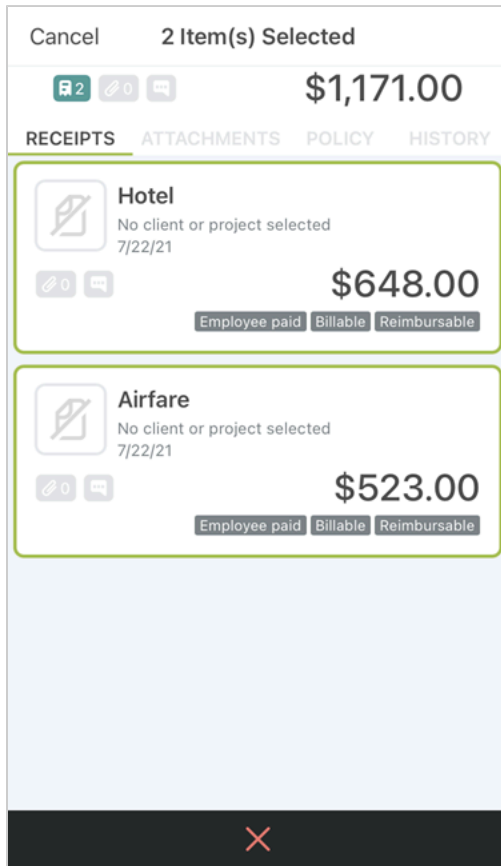 Cancel 2 Item(s) Selected
2 0 $1,171.00
RECEIPTS ATTACHMENTS POLICY HISTORY
Hotel
No client or project selected
7/22/21
0 $648.00
Employee paid Billable Reimbursable
Airfare
No client or project selected
7/22/21
0 $523.00
Employee paid Billable Reimbursable